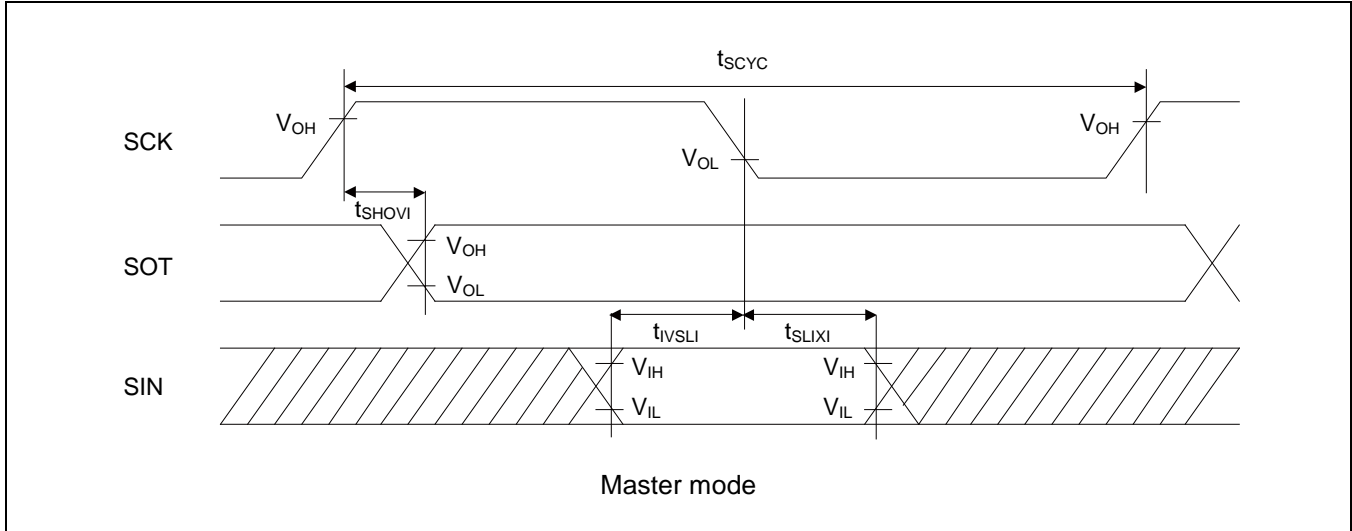 tSCYC
SCK
VOH
VOL
VOH
tSHOVI
SOT
VOH
VOL
tIVSLI
tSLIXI
SIN
VIH
VIL
VIH
VIL
Master mode